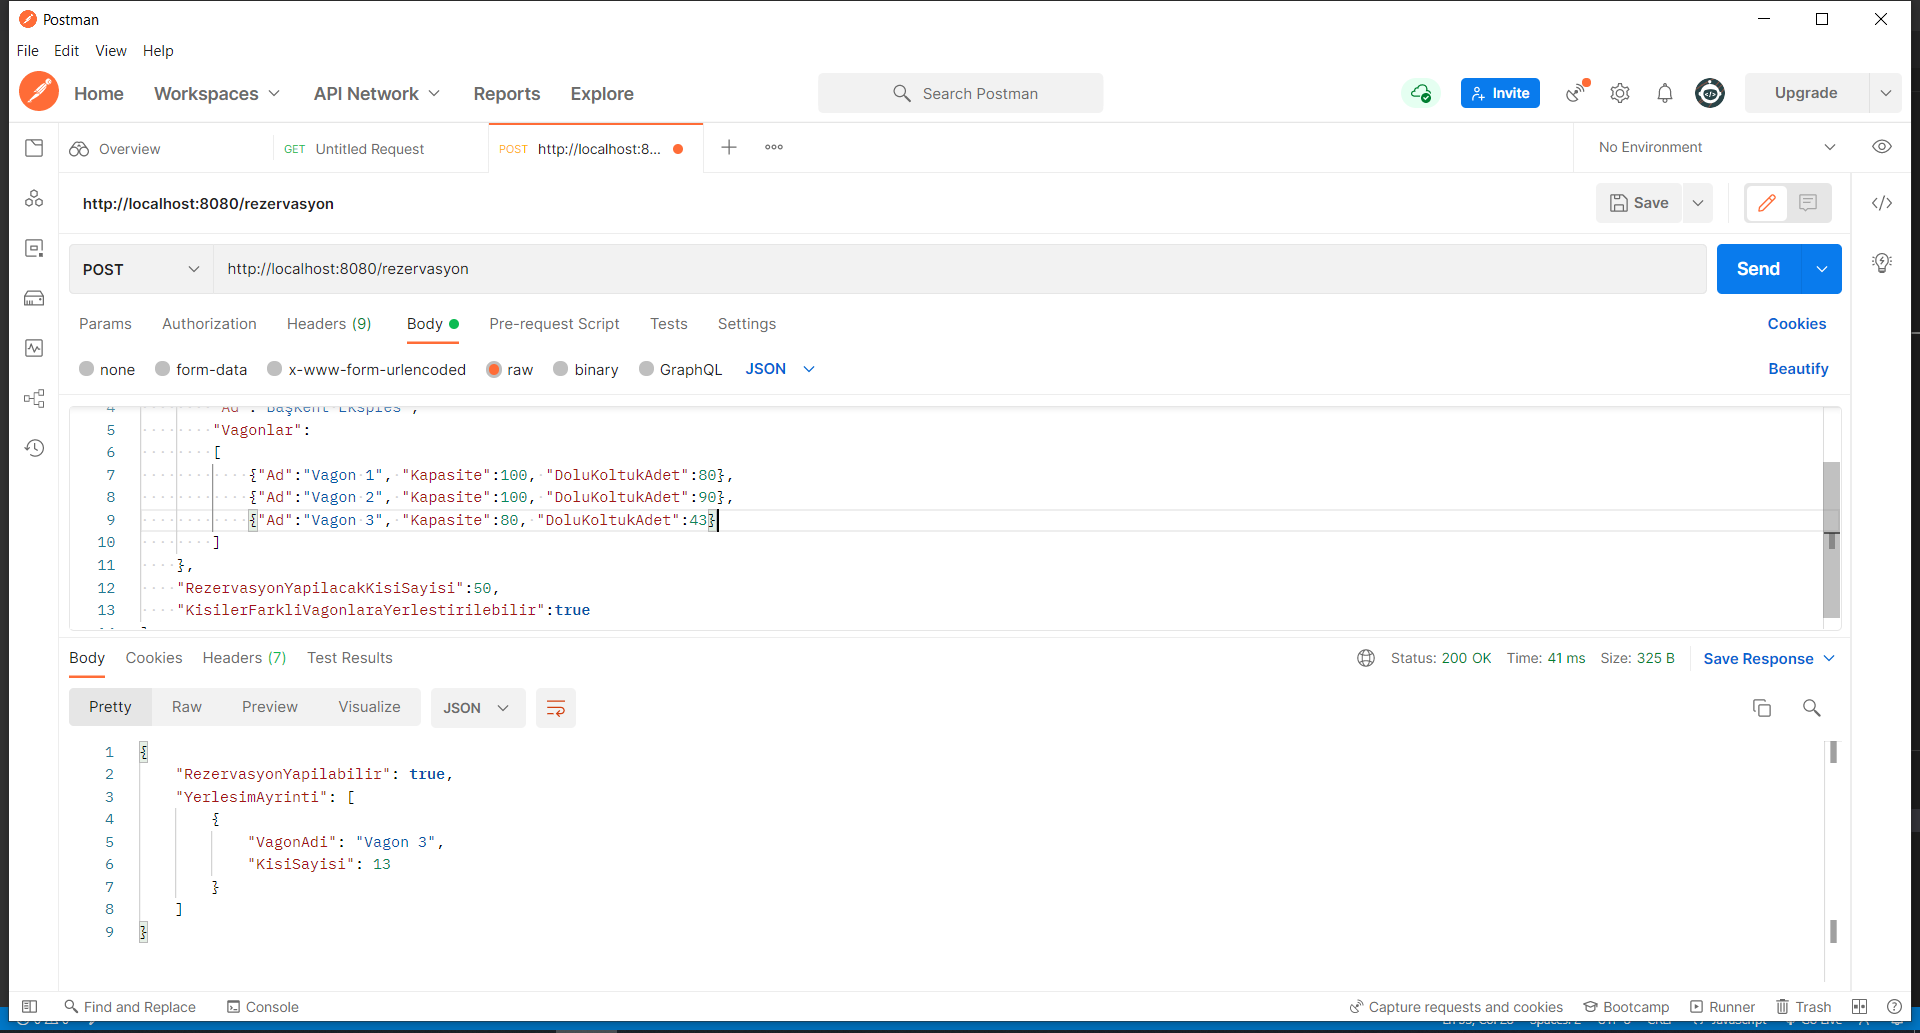 Postman
File Edit View Help
Home Workspaces API Network Reports Explore Search Postman Invite Upgrade
Overview GET Untitled Request POST http://localhost:8... No Environment
http://localhost:8080/rezervasyon Save
POST http://localhost:8080/rezervasyon Send
Params Authorization Headers (9) Body Pre-request Script Tests Settings Cookies
none form-data x-www-form-urlencoded raw binary GraphQL JSON Beautify
4 "Ad":"Başkent Ekspres",
5 "Vagonlar":
6 [
7 {"Ad":"Vagon 1", "Kapasite":100, "DoluKoltukAdet":80},
8 {"Ad":"Vagon 2", "Kapasite":100, "DoluKoltukAdet":90},
9 {"Ad":"Vagon 3", "Kapasite":80, "DoluKoltukAdet":43}
10 ]
11 },
12 "RezervasyonYapilacakKisiSayisi":50,
13 "KisilerFarkliVagonlaraYerlestirilebilir":true
Body Cookies Headers (7) Test Results Status: 200 OK Time: 41 ms Size: 325 B Save Response
Pretty Raw Preview Visualize JSON
1 {
2 "RezervasyonYapilabilir": true,
3 "YerlesimAyrinti": [
4 {
5 "VagonAdi": "Vagon 3",
6 "KisiSayisi": 13
7 }
8 ]
9 }
Find and Replace Console Capture requests and cookies Bootcamp Runner Trash